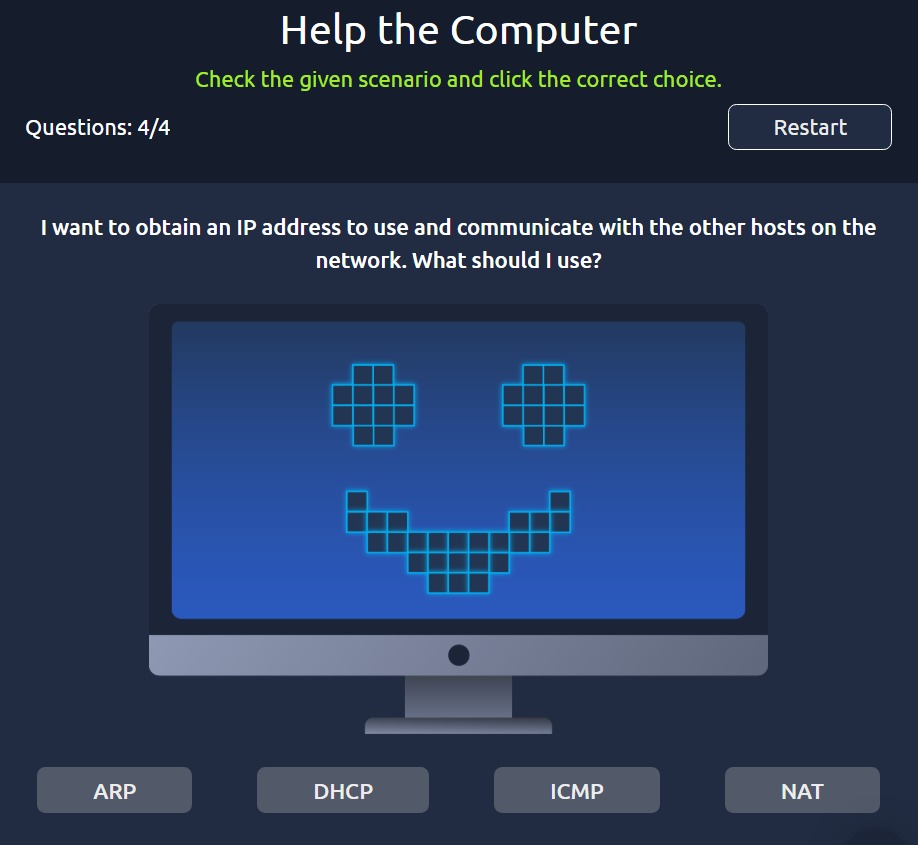 Help the Computer
Check the given scenario and click the correct choice.
Questions: 4/4
Restart
I want to obtain an IP address to use and communicate with the other hosts on the
network. What should I use?
ARP
DHCP
ICMP
NAT